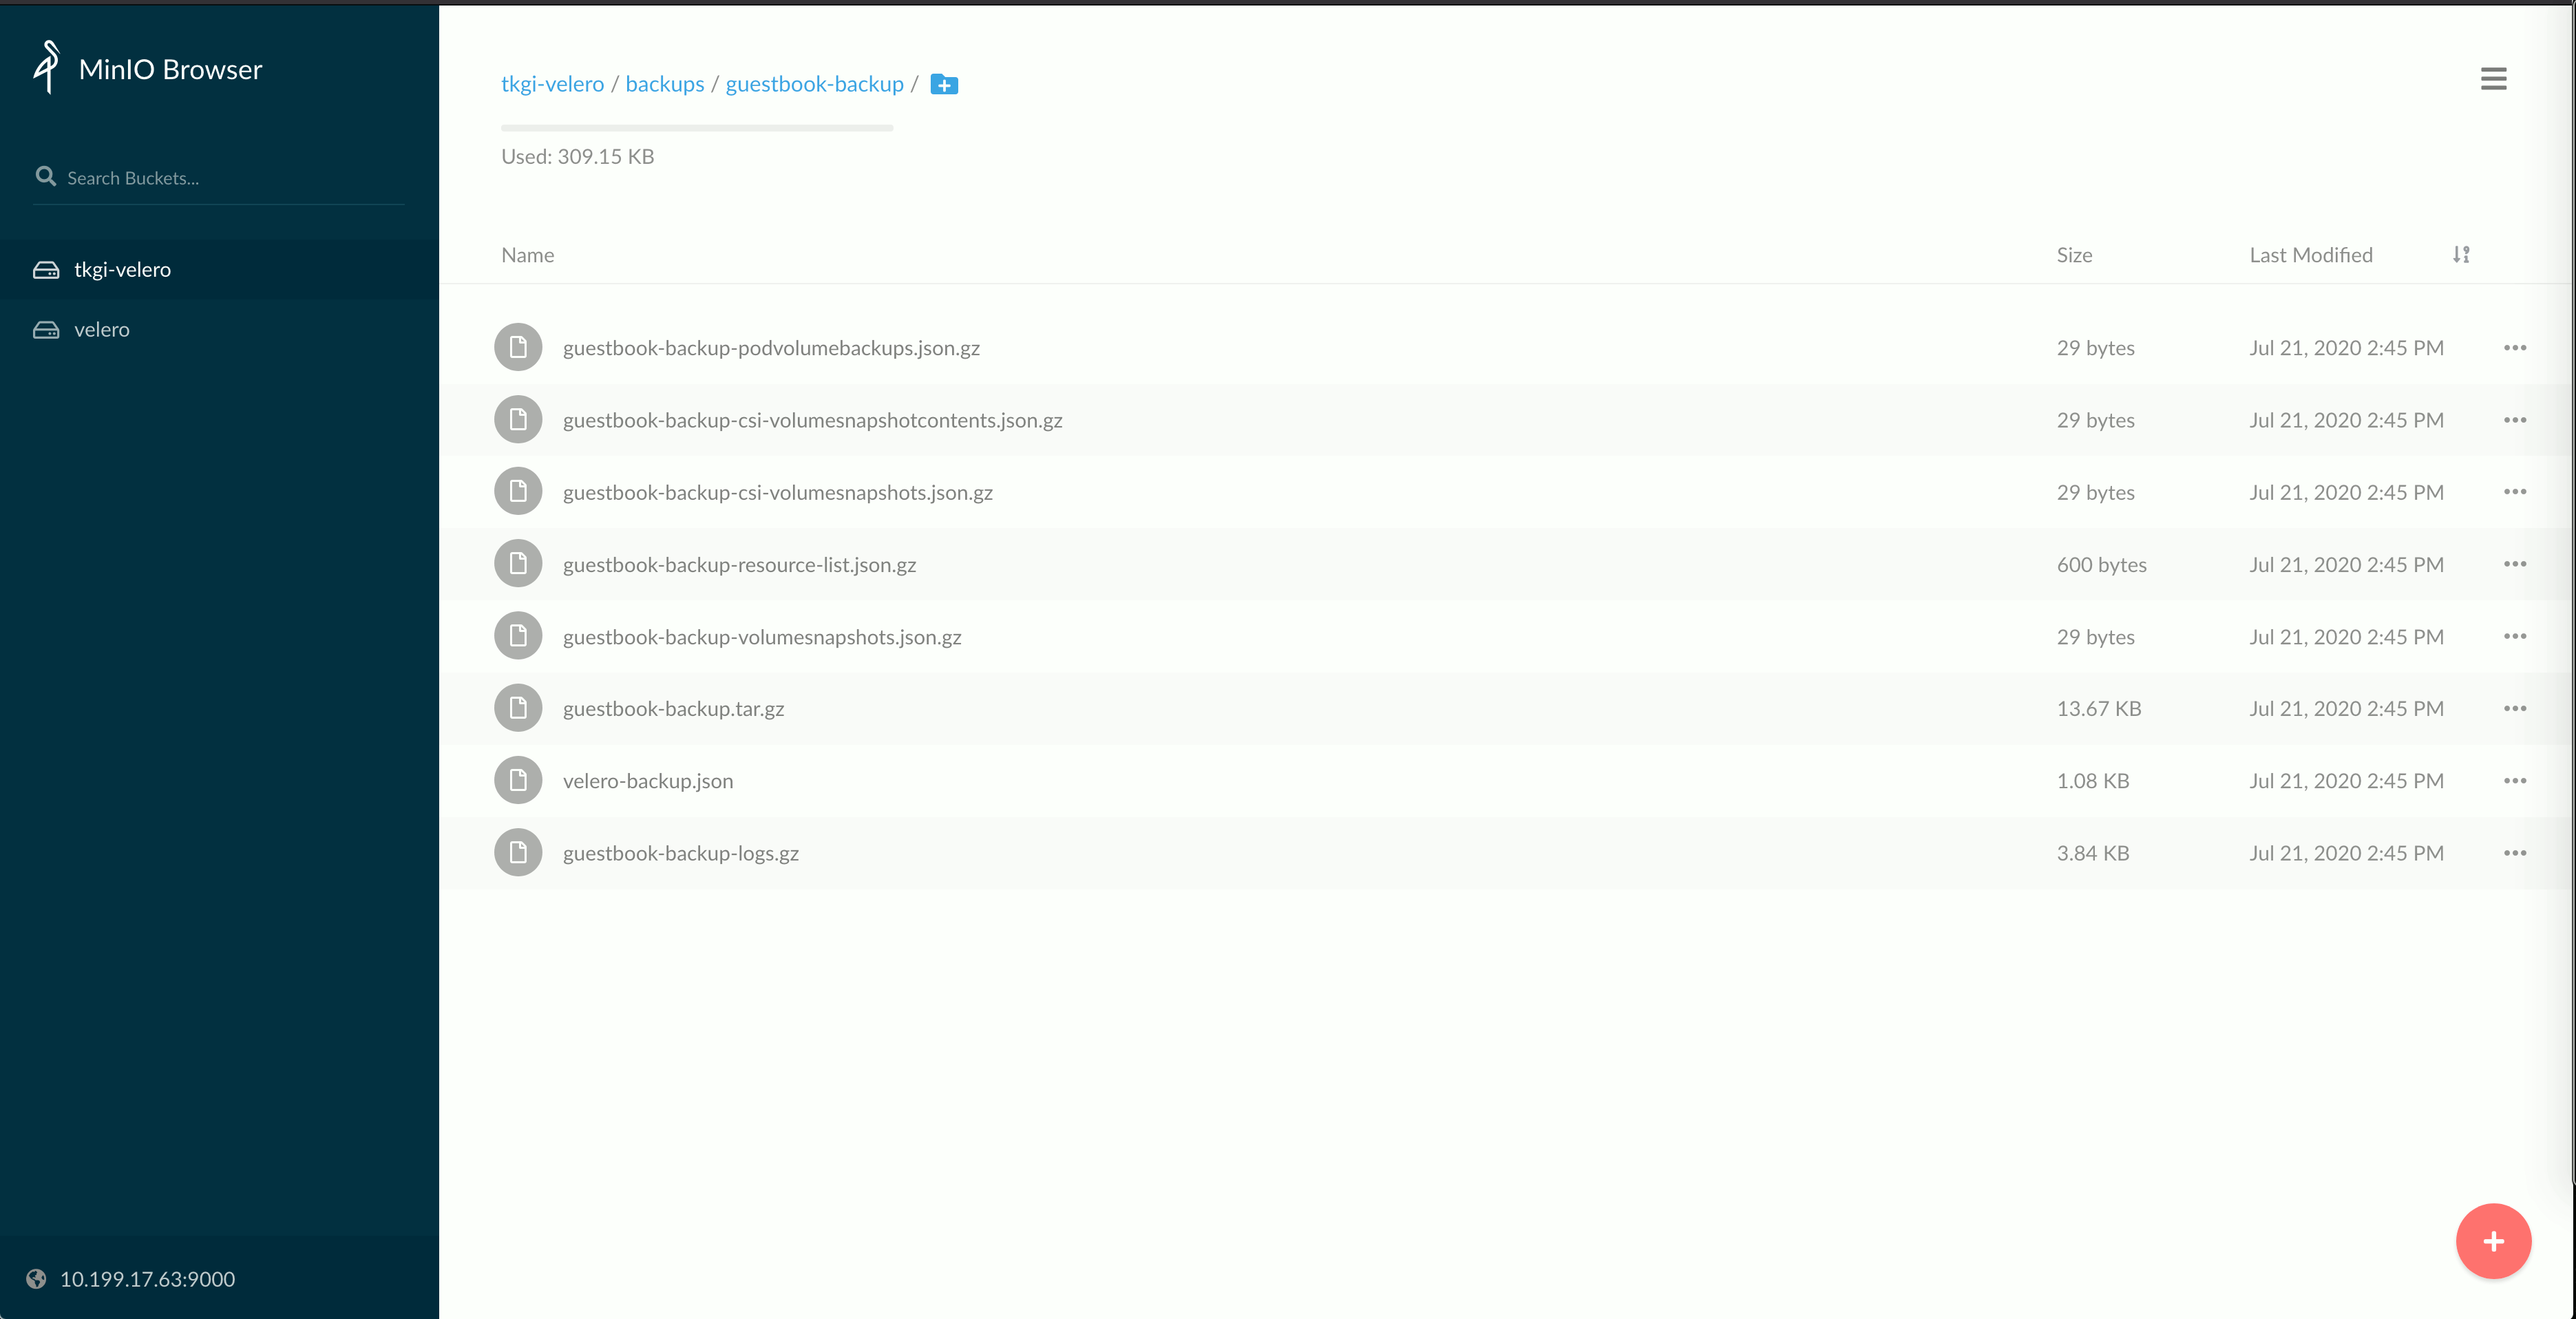 MinIO Browser
Search Buckets...
tkgi-velero
velero
10.199.17.63:9000
tkgi-velero / backups / guestbook-backup /
Used: 309.15 KB
Name Size Last Modified
guestbook-backup-podvolumebackups.json.gz 29 bytes Jul 21, 2020 2:45 PM
guestbook-backup-csi-volumesnapshotcontents.json.gz 29 bytes Jul 21, 2020 2:45 PM
guestbook-backup-csi-volumesnapshots.json.gz 29 bytes Jul 21, 2020 2:45 PM
guestbook-backup-resource-list.json.gz 600 bytes Jul 21, 2020 2:45 PM
guestbook-backup-volumesnapshots.json.gz 29 bytes Jul 21, 2020 2:45 PM
guestbook-backup.tar.gz 13.67 KB Jul 21, 2020 2:45 PM
velero-backup.json 1.08 KB Jul 21, 2020 2:45 PM
guestbook-backup-logs.gz 3.84 KB Jul 21, 2020 2:45 PM